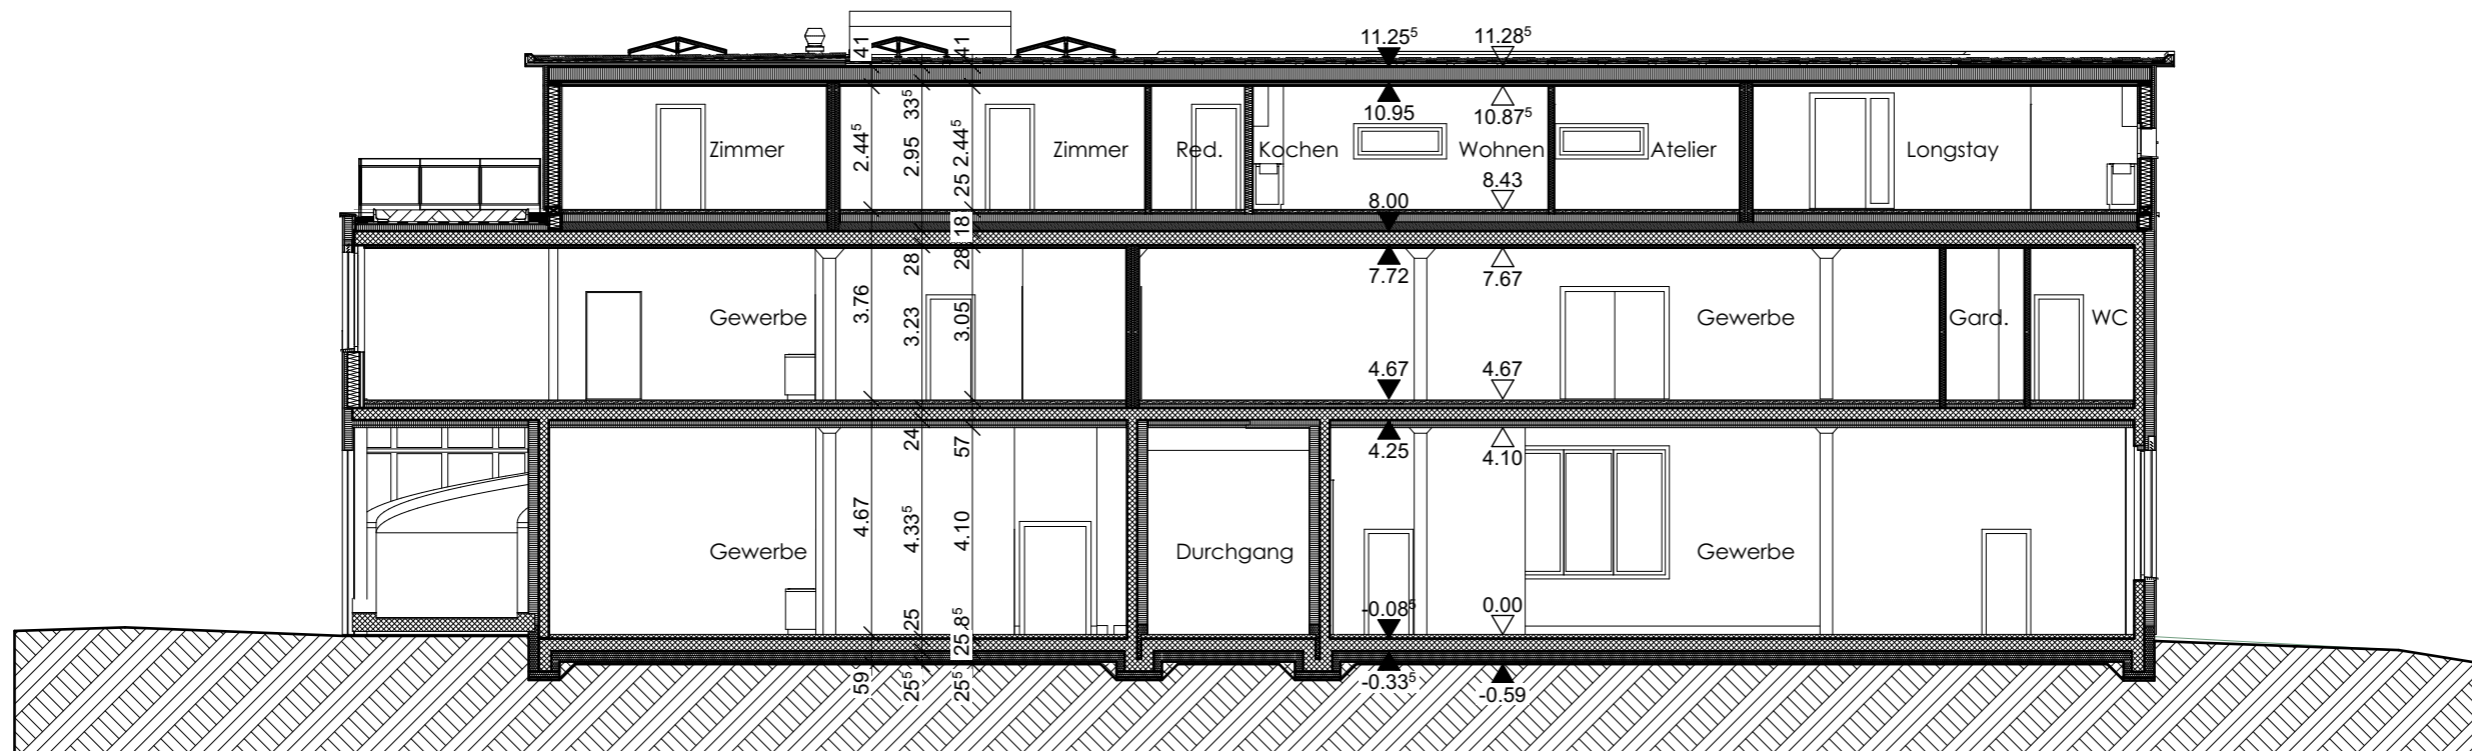 11.25⁵ 11.28⁵
41 41
33⁵
10.95 10.87⁵
2.44⁵ 2.95 25 2.44⁵
Zimmer Zimmer Red. Kochen Wohnen Atelier Longstay
8.43
8.00
18
28 28
7.72 7.67
3.76 3.23 3.05
Gewerbe Gewerbe Gard. WC
4.67 4.67
24 57
4.25 4.10
4.67 4.33⁵ 4.10
Gewerbe Durchgang Gewerbe
-0.08⁵ 0.00
25 25.8⁵
59 25⁵ 25⁵
-0.33⁵ -0.59